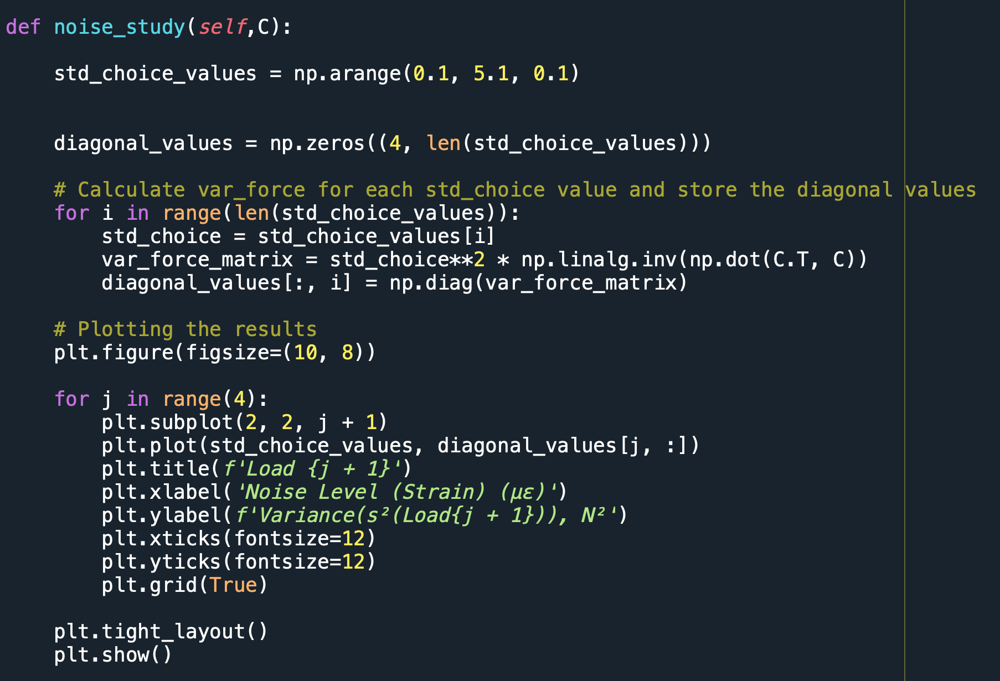 def noise_study(self,C):
    std_choice_values = np.arange(0.1, 5.1, 0.1)
    diagonal_values = np.zeros((4, len(std_choice_values)))
    # Calculate var_force for each std_choice value and store the diagonal values
    for i in range(len(std_choice_values)):
        std_choice = std_choice_values[i]
        var_force_matrix = std_choice**2 * np.linalg.inv(np.dot(C.T, C))
        diagonal_values[:, i] = np.diag(var_force_matrix)
    # Plotting the results
    plt.figure(figsize=(10, 8))
    for j in range(4):
        plt.subplot(2, 2, j + 1)
        plt.plot(std_choice_values, diagonal_values[j, :])
        plt.title(f'Load {j + 1}')
        plt.xlabel('Noise Level (Strain) (με)')
        plt.ylabel(f'Variance(s²(Load{j + 1})), N²')
        plt.xticks(fontsize=12)
        plt.yticks(fontsize=12)
        plt.grid(True)
    plt.tight_layout()
    plt.show()